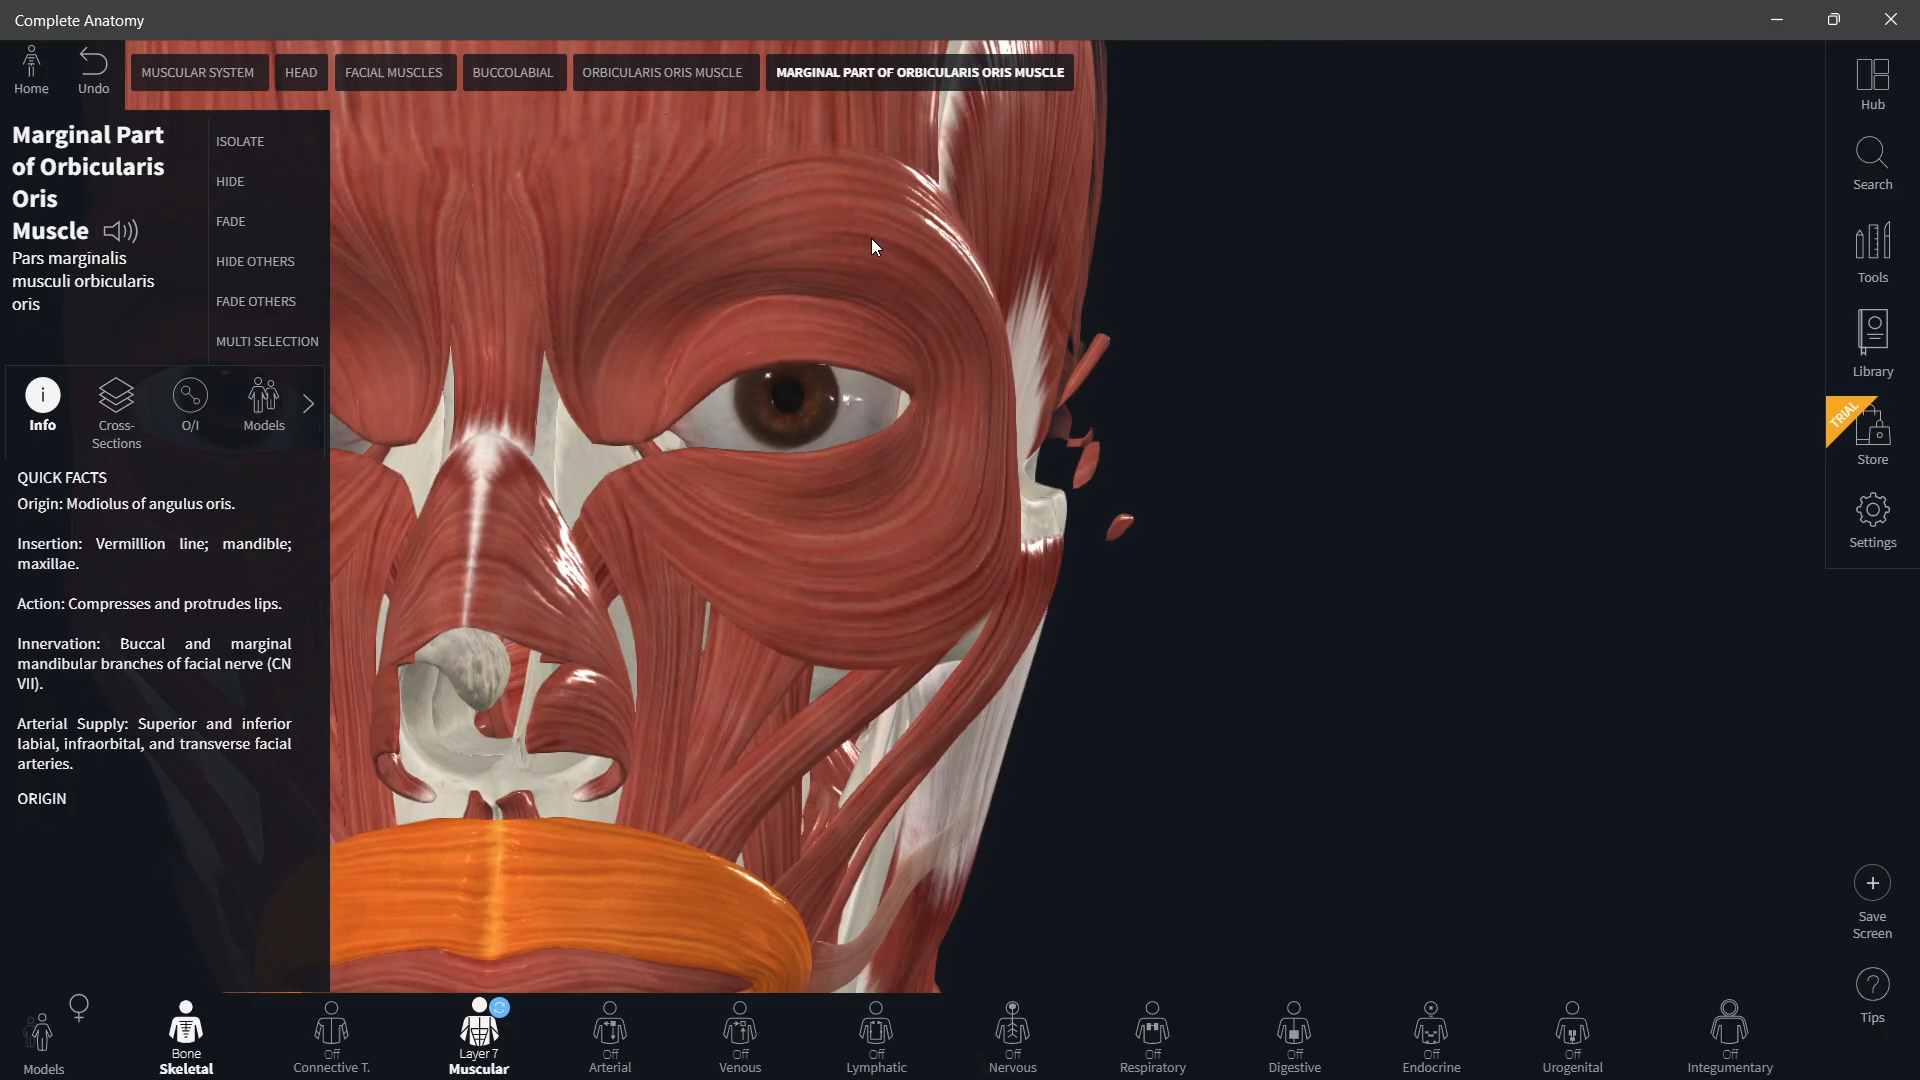 Complete Anatomy
Home
Undo
MUSCULAR SYSTEM
HEAD
FACIAL MUSCLES
BUCCOLABIAL
ORBICULARIS ORIS MUSCLE
MARGINAL PART OF ORBICULARIS ORIS MUSCLE
Marginal Part
of Orbicularis
Oris
Muscle
Pars marginalis
musculi orbicularis
oris
ISOLATE
HIDE
FADE
HIDE OTHERS
FADE OTHERS
MULTI SELECTION
Info
Cross-
Sections
O/I
Models
QUICK FACTS
Origin: Modiolus of angulus oris.
Insertion: Vermillion line; mandible;
maxillae.
Action: Compresses and protrudes lips.
Innervation: Buccal and marginal
mandibular branches of facial nerve (CN
VII).
Arterial Supply: Superior and inferior
labial, infraorbital, and transverse facial
arteries.
ORIGIN
Hub
Search
Tools
Library
TRIAL
Store
Settings
Save
Screen
Tips
Models
Bone
Skeletal
Off
Connective T.
Layer 7
Muscular
Off
Arterial
Off
Venous
Off
Lymphatic
Off
Nervous
Off
Respiratory
Off
Digestive
Off
Endocrine
Off
Urogenital
Off
Integumentary